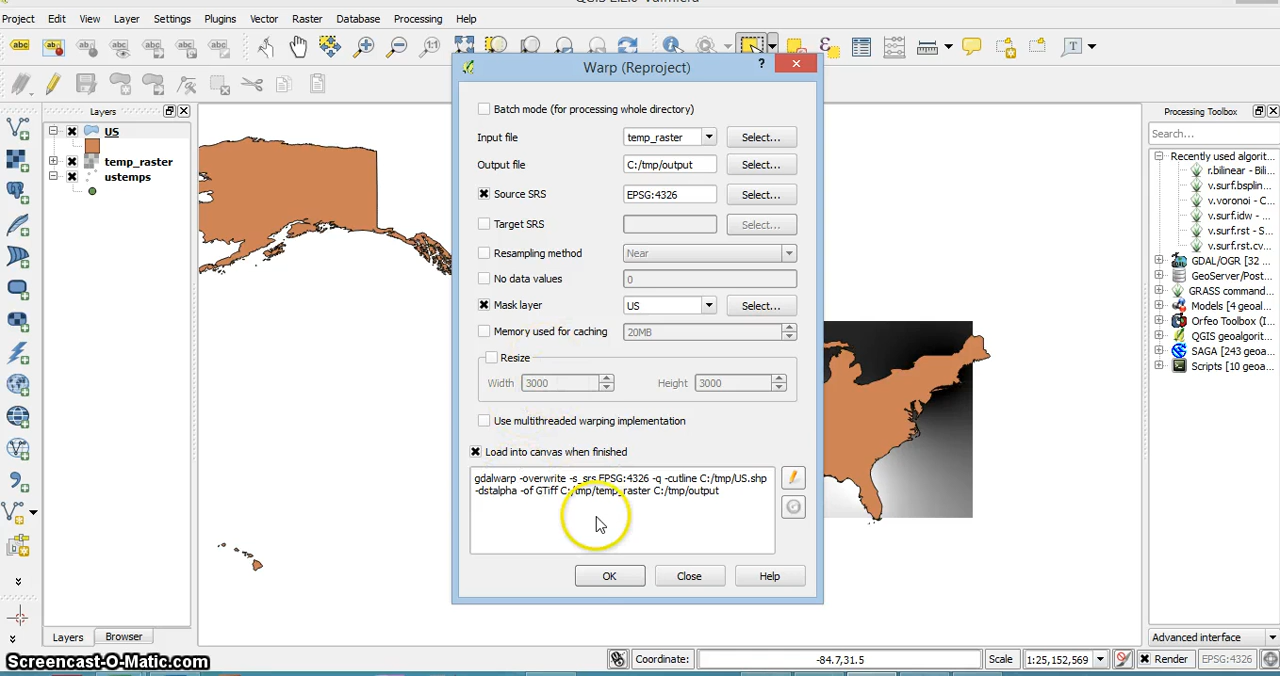 QGIS 2.2.0 - Valmiera
Project Edit View Layer Settings Plugins Vector Raster Database Processing Help
Layers
US
temp_raster
ustemps
Layers Browser
Warp (Reproject)
?
Batch mode (for processing whole directory)
Input file temp_raster Select...
Output file C:/tmp/output Select...
Source SRS EPSG:4326 Select...
Target SRS Select...
Resampling method Near
No data values 0
Mask layer US Select...
Memory used for caching 20MB
Resize
Width 3000 Height 3000
Use multithreaded warping implementation
Load into canvas when finished
gdalwarp -overwrite -s_srs EPSG:4326 -q -cutline C:/tmp/US.shp
-dstalpha -of GTiff C:/tmp/temp_raster C:/tmp/output
OK Close Help
Processing Toolbox
Search...
Recently used algorit...
r.bilinear - Bili...
v.surf.bsplin...
v.voronoi - C...
v.surf.idw - S...
v.surf.rst - S...
v.surf.rst.cv...
GDAL/OGR [32 ...
GeoServer/Post...
GRASS comman...
Models [4 geoa...
Orfeo Toolbox (I...
QGIS geoalgorit...
SAGA [243 geoa...
Scripts [10 geoa...
Advanced interface
Coordinate: -84.7,31.5 Scale 1:25,152,569 Render EPSG:4326
Screencast-O-Matic.com